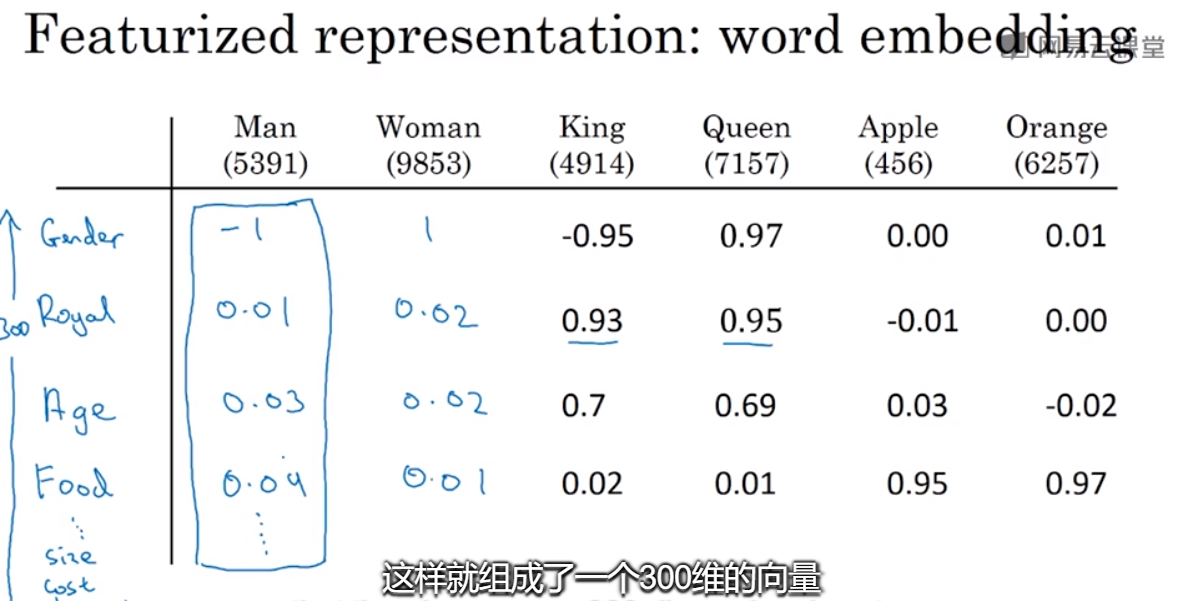 Featurized representation: word embedding
网易云课堂
Man Woman King Queen Apple Orange
(5391) (9853) (4914) (7157) (456) (6257)
Gender -1 1 -0.95 0.97 0.00 0.01
300 Royal 0.01 0.02 0.93 0.95 -0.01 0.00
Age 0.03 0.02 0.7 0.69 0.03 -0.02
Food 0.04 0.01 0.02 0.01 0.95 0.97
size
cost
这样就组成了一个300维的向量